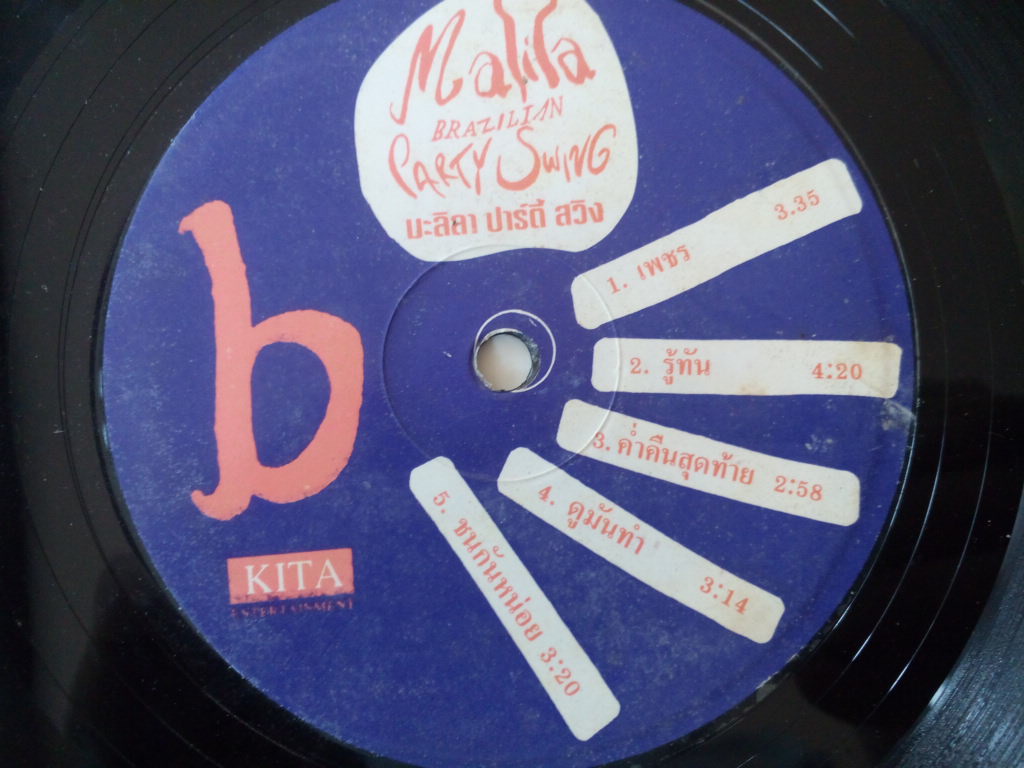 Malila
BRAZILIAN
PARTY SWING
มะลิลา ปาร์ตี้ สวิง
b
1. เพชร 3.35
2. รู้ทัน 4:20
3. ค่ำคืนสุดท้าย 2:58
4. ดูมันทำ 3:14
5. ชนกันหน่อย 3:20
KITA
ENTERTAINMENT